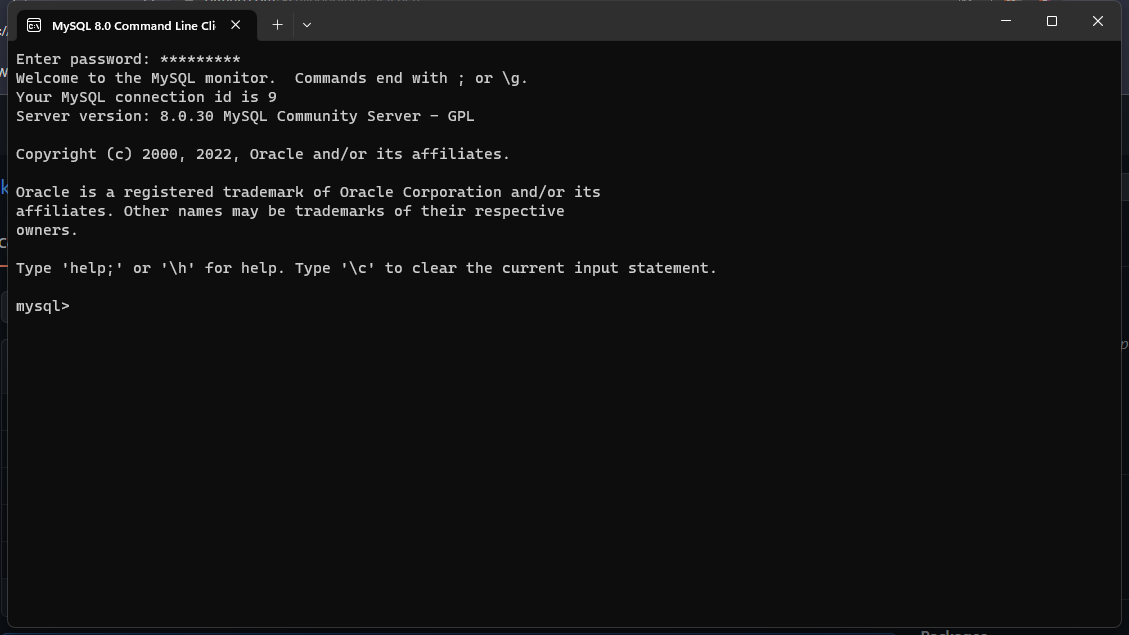 MySQL 8.0 Command Line Cli
Enter password: *********
Welcome to the MySQL monitor.  Commands end with ; or \g.
Your MySQL connection id is 9
Server version: 8.0.30 MySQL Community Server - GPL
Copyright (c) 2000, 2022, Oracle and/or its affiliates.
Oracle is a registered trademark of Oracle Corporation and/or its
affiliates. Other names may be trademarks of their respective
owners.
Type 'help;' or '\h' for help. Type '\c' to clear the current input statement.
mysql>